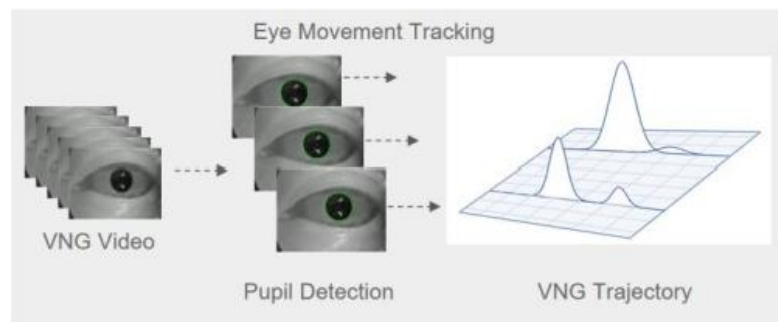 Eye Movement Tracking
VNG Video
Pupil Detection
VNG Trajectory